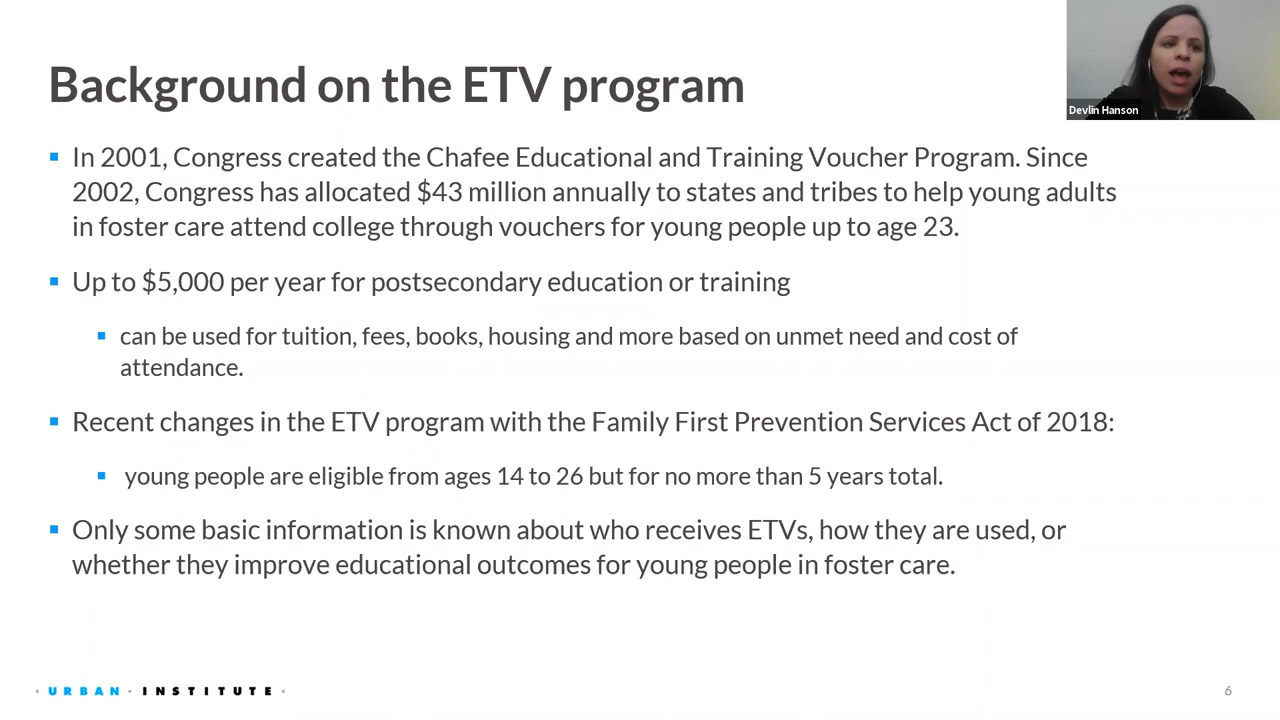 Background on the ETV program
Devlin Hanson
▪ In 2001, Congress created the Chafee Educational and Training Voucher Program. Since
2002, Congress has allocated $43 million annually to states and tribes to help young adults
in foster care attend college through vouchers for young people up to age 23.
▪ Up to $5,000 per year for postsecondary education or training
▪ can be used for tuition, fees, books, housing and more based on unmet need and cost of
attendance.
▪ Recent changes in the ETV program with the Family First Prevention Services Act of 2018:
▪ young people are eligible from ages 14 to 26 but for no more than 5 years total.
▪ Only some basic information is known about who receives ETVs, how they are used, or
whether they improve educational outcomes for young people in foster care.
· URBAN · INSTITUTE ·
6